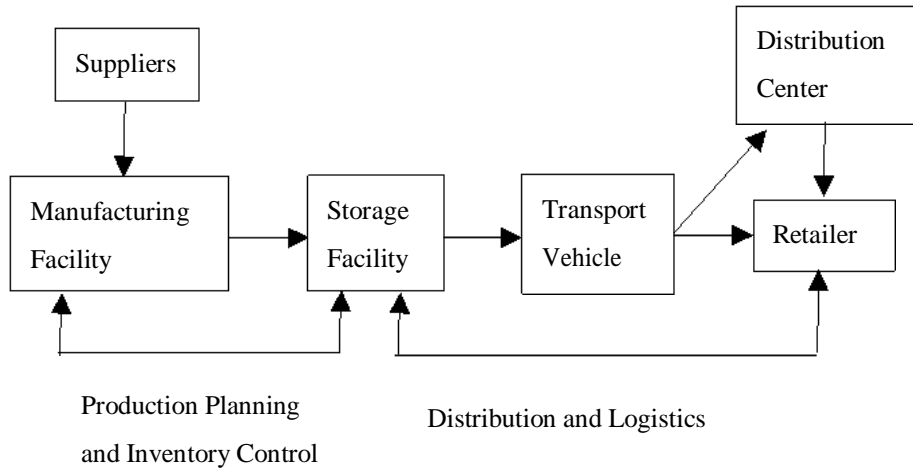 Suppliers
Distribution
Center
Manufacturing
Facility
Storage
Facility
Transport
Vehicle
Retailer
Production Planning
and Inventory Control
Distribution and Logistics